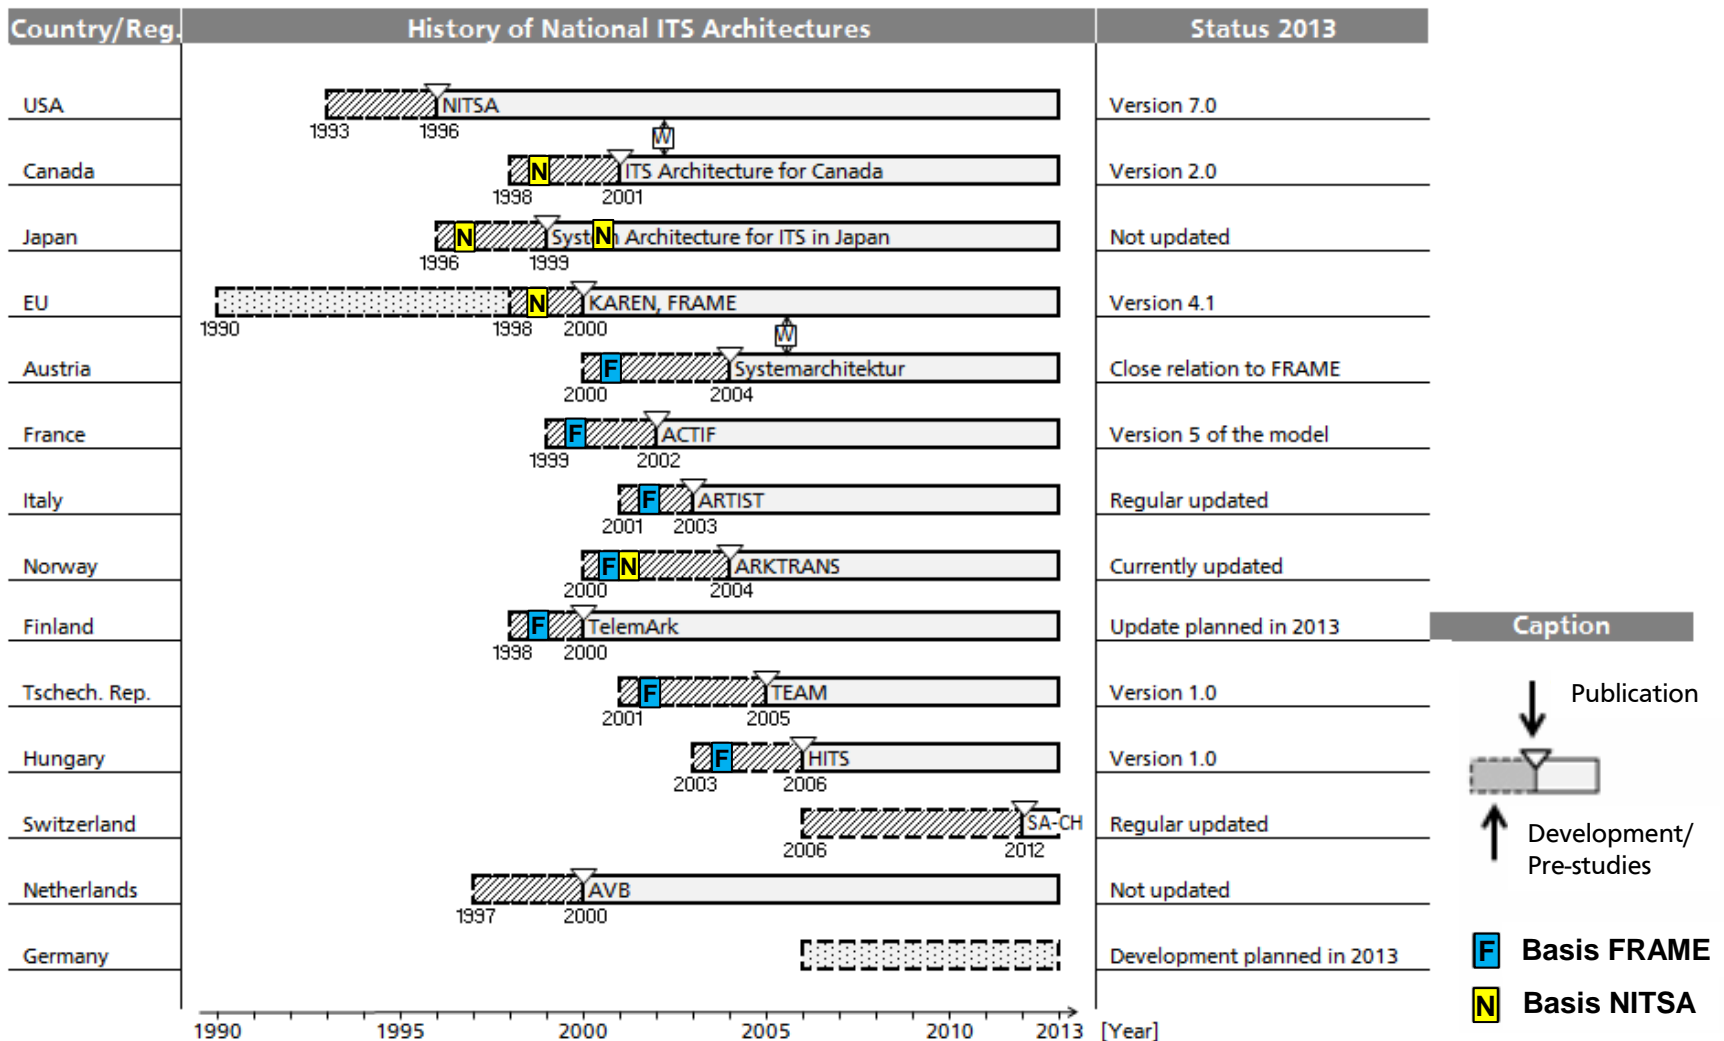 Country/Reg. History of National ITS Architectures Status 2013
USA NITSA Version 7.0
1993 1996
W
Canada N ITS Architecture for Canada Version 2.0
1998 2001
Japan N System Architecture for ITS in Japan N Not updated
1996 1999
EU N KAREN, FRAME Version 4.1
1990 1998 2000
W
Austria F Systemarchitektur Close relation to FRAME
2000 2004
France F ACTIF Version 5 of the model
1999 2002
Italy F ARTIST Regular updated
2001 2003
Norway F N ARKTRANS Currently updated
2000 2004
Finland F TelemArk Update planned in 2013
1998 2000
Tschech. Rep. F TEAM Version 1.0
2001 2005
Hungary F HITS Version 1.0
2003 2006
Switzerland SA-CH Regular updated
2006 2012
Netherlands AVB Not updated
1997 2000
Germany Development planned in 2013
1990 1995 2000 2005 2010 2013 [Year]
Caption
Publication
Development/
Pre-studies
F Basis FRAME
N Basis NITSA